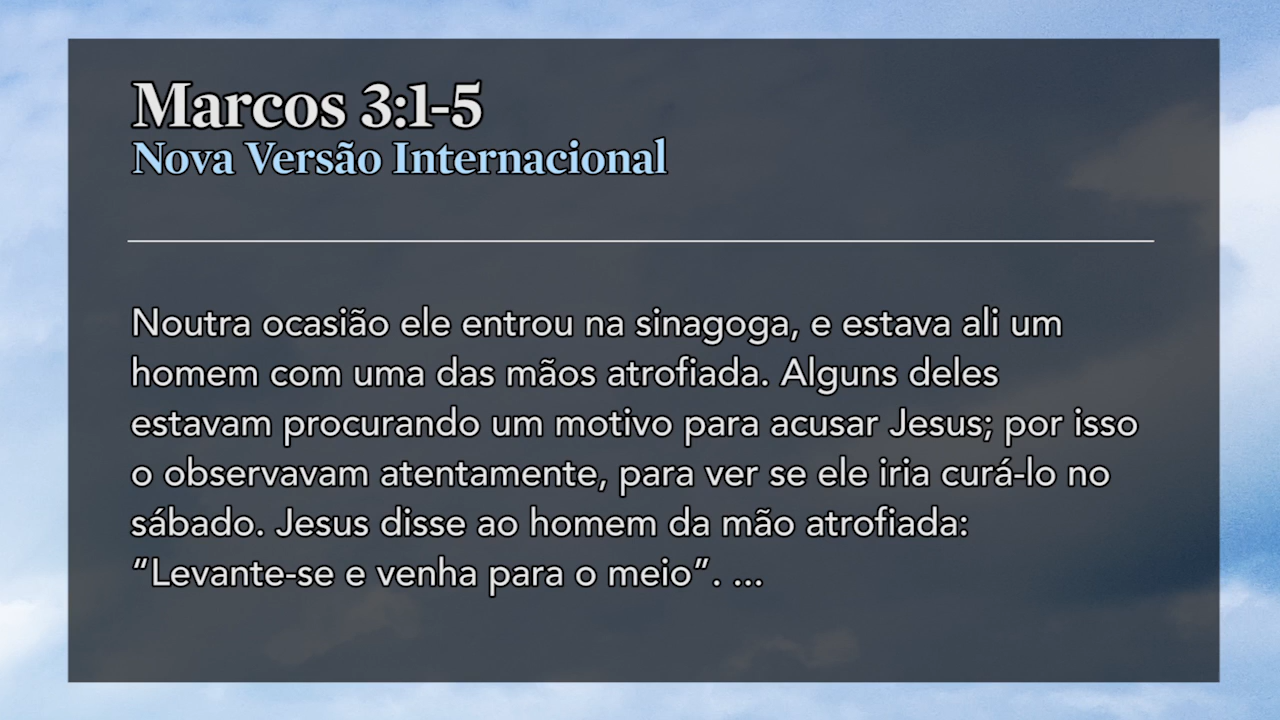 Marcos 3:1-5
Nova Versão Internacional
Noutra ocasião ele entrou na sinagoga, e estava ali um
homem com uma das mãos atrofiada. Alguns deles
estavam procurando um motivo para acusar Jesus; por isso
o observavam atentamente, para ver se ele iria curá-lo no
sábado. Jesus disse ao homem da mão atrofiada:
“Levante-se e venha para o meio”. ...